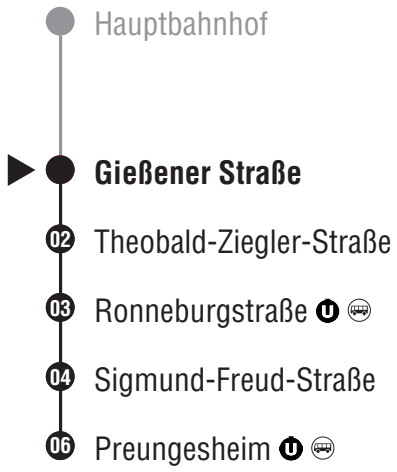 Hauptbahnhof
Gießener Straße
02 Theobald-Ziegler-Straße
03 Ronneburgstraße U
04 Sigmund-Freud-Straße
06 Preungesheim U